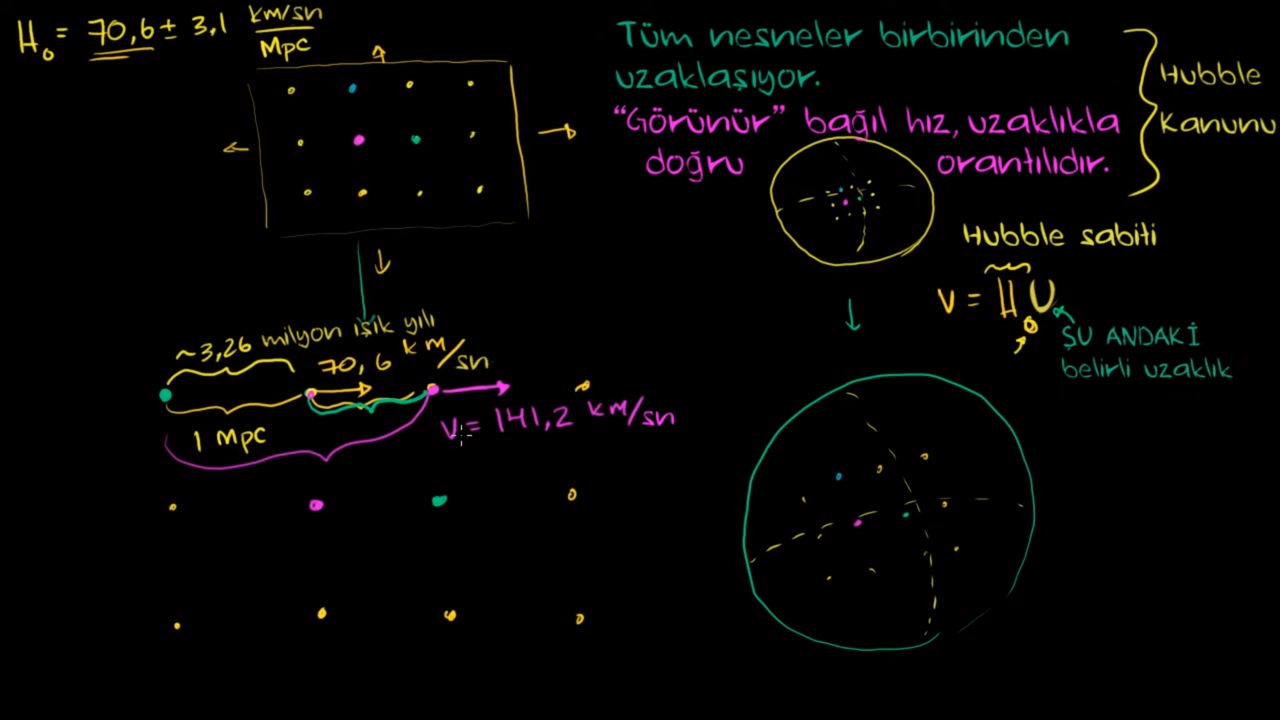 H₀ = 70,6 ± 3,1 km/sn
Mpc
Tüm nesneler birbirinden
uzaklaşıyor.
"Görünür" bağıl hız, uzaklıkla
doğru orantılıdır.
Hubble
Kanunu
Hubble sabiti
v = H₀ U
ŞU ANDAKİ
belirli uzaklık
~3,26 milyon ışık yılı
70,6 km/sn
1 Mpc
v = 141,2 km/sn